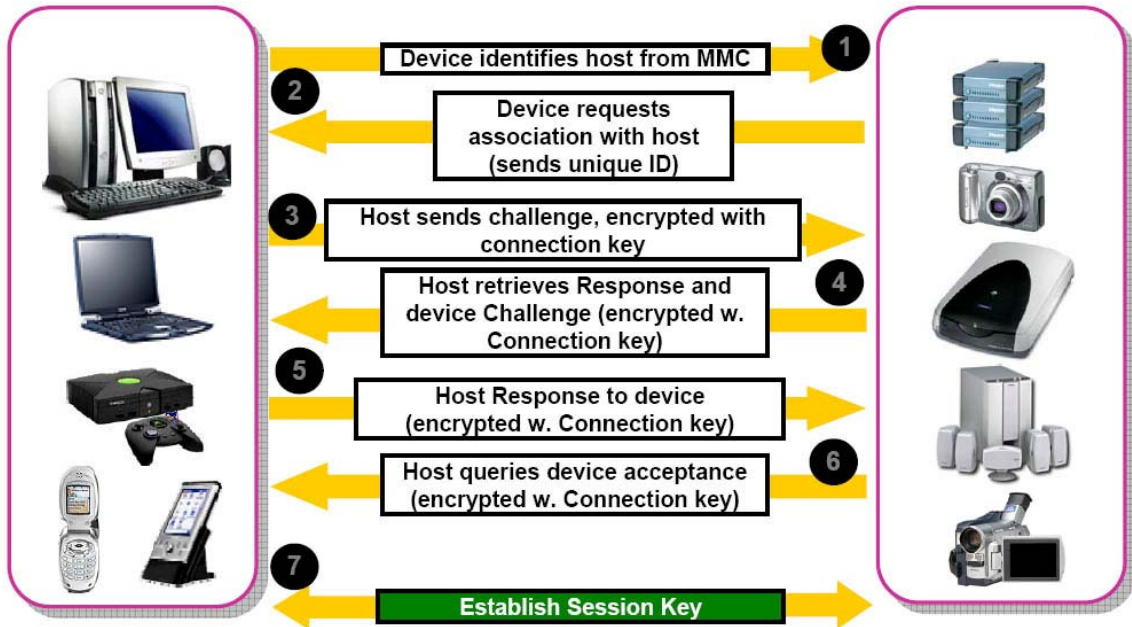 1
Device identifies host from MMC
2
Device requests
association with host
(sends unique ID)
3
Host sends challenge, encrypted with
connection key
4
Host retrieves Response and
device Challenge (encrypted w.
Connection key)
5
Host Response to device
(encrypted w. Connection key)
6
Host queries device acceptance
(encrypted w. Connection key)
7
Establish Session Key